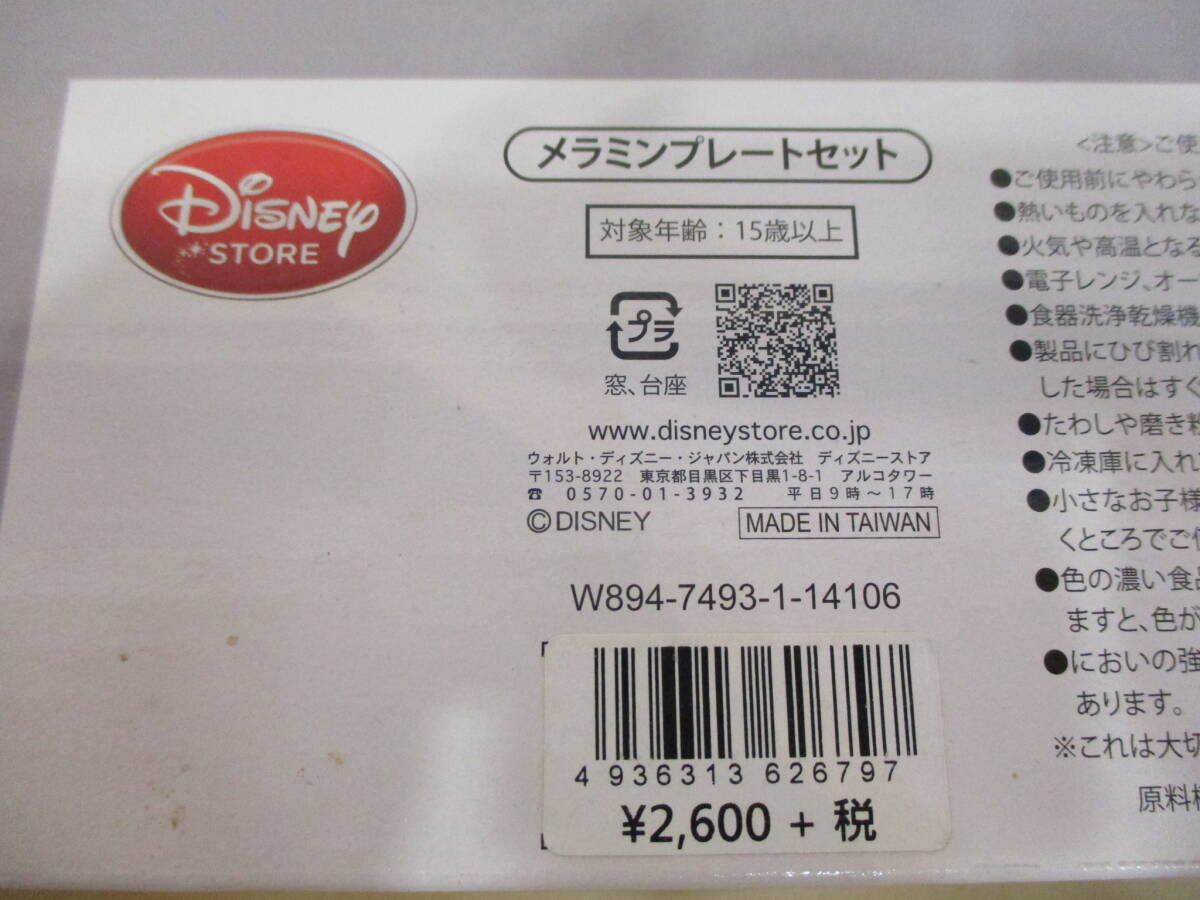 Disney
STORE
メラミンプレートセット
対象年齢：15歳以上
プラ
窓、台座
www.disneystore.co.jp
ウォルト・ディズニー・ジャパン株式会社　ディズニーストア
〒153-8922　東京都目黒区下目黒1-8-1　アルコタワー
☎ 0570-01-3932　平日9時～17時
©DISNEY
MADE IN TAIWAN
W894-7493-1-14106
4 936313 626797
¥2,600 + 税
<注意>ご使
●ご使用前にやわら
●熱いものを入れな
●火気や高温となる
●電子レンジ、オー
●食器洗浄乾燥機
●製品にひび割れ
した場合はすぐ
●たわしや磨き粉
●冷凍庫に入れ
●小さなお子様
くところでご使
●色の濃い食品
ますと、色が
●においの強
あります。
※これは大切
原料樹